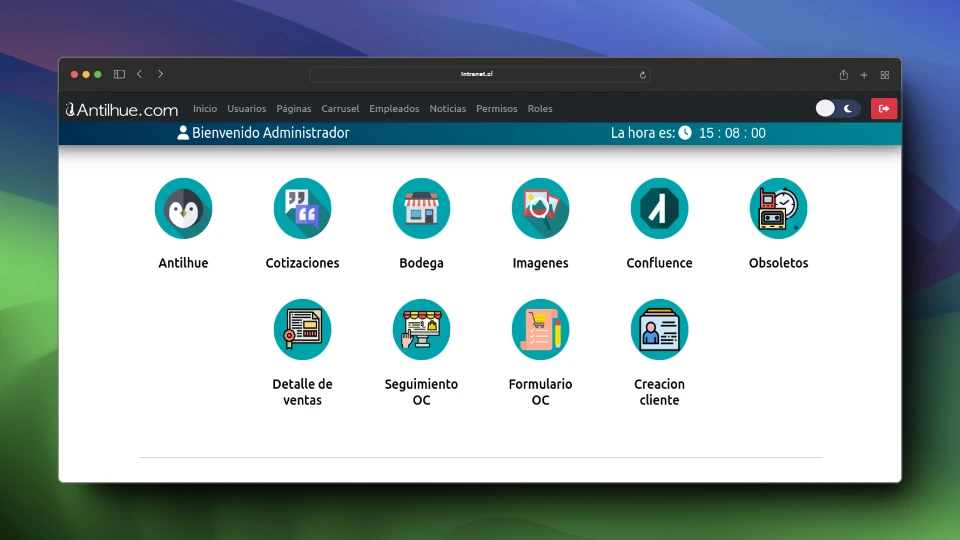 intranet.cl
Antilhue.com Inicio Usuarios Páginas Carrusel Empleados Noticias Permisos Roles
Bienvenido Administrador La hora es: 15 : 08 : 00
Antilhue Cotizaciones Bodega Imagenes Confluence Obsoletos
Detalle de ventas Seguimiento OC Formulario OC Creacion cliente